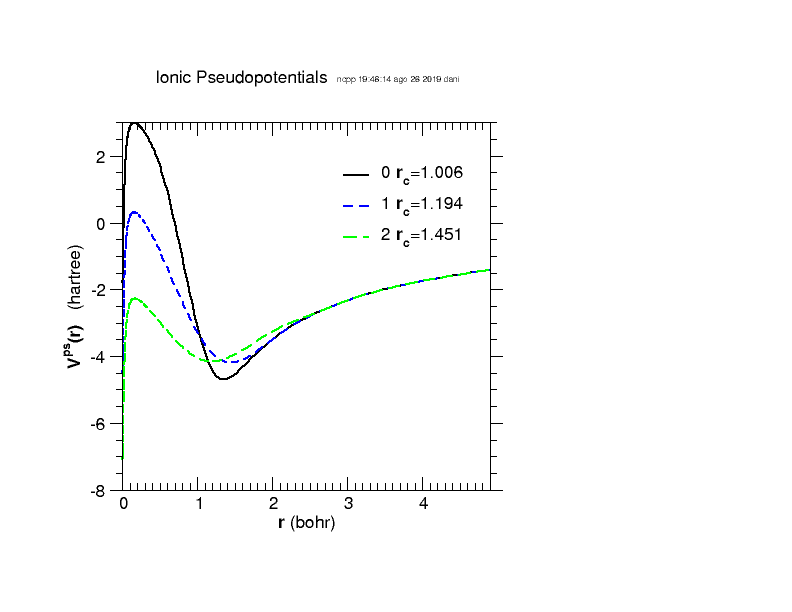 Ionic Pseudopotentials ncpp 19:46:14 ago 26 2019 dani
0 rc=1.006
1 rc=1.194
2 rc=1.451
2
0
-2
-4
-6
-8
Vps(r) (hartree)
0 1 2 3 4
r (bohr)